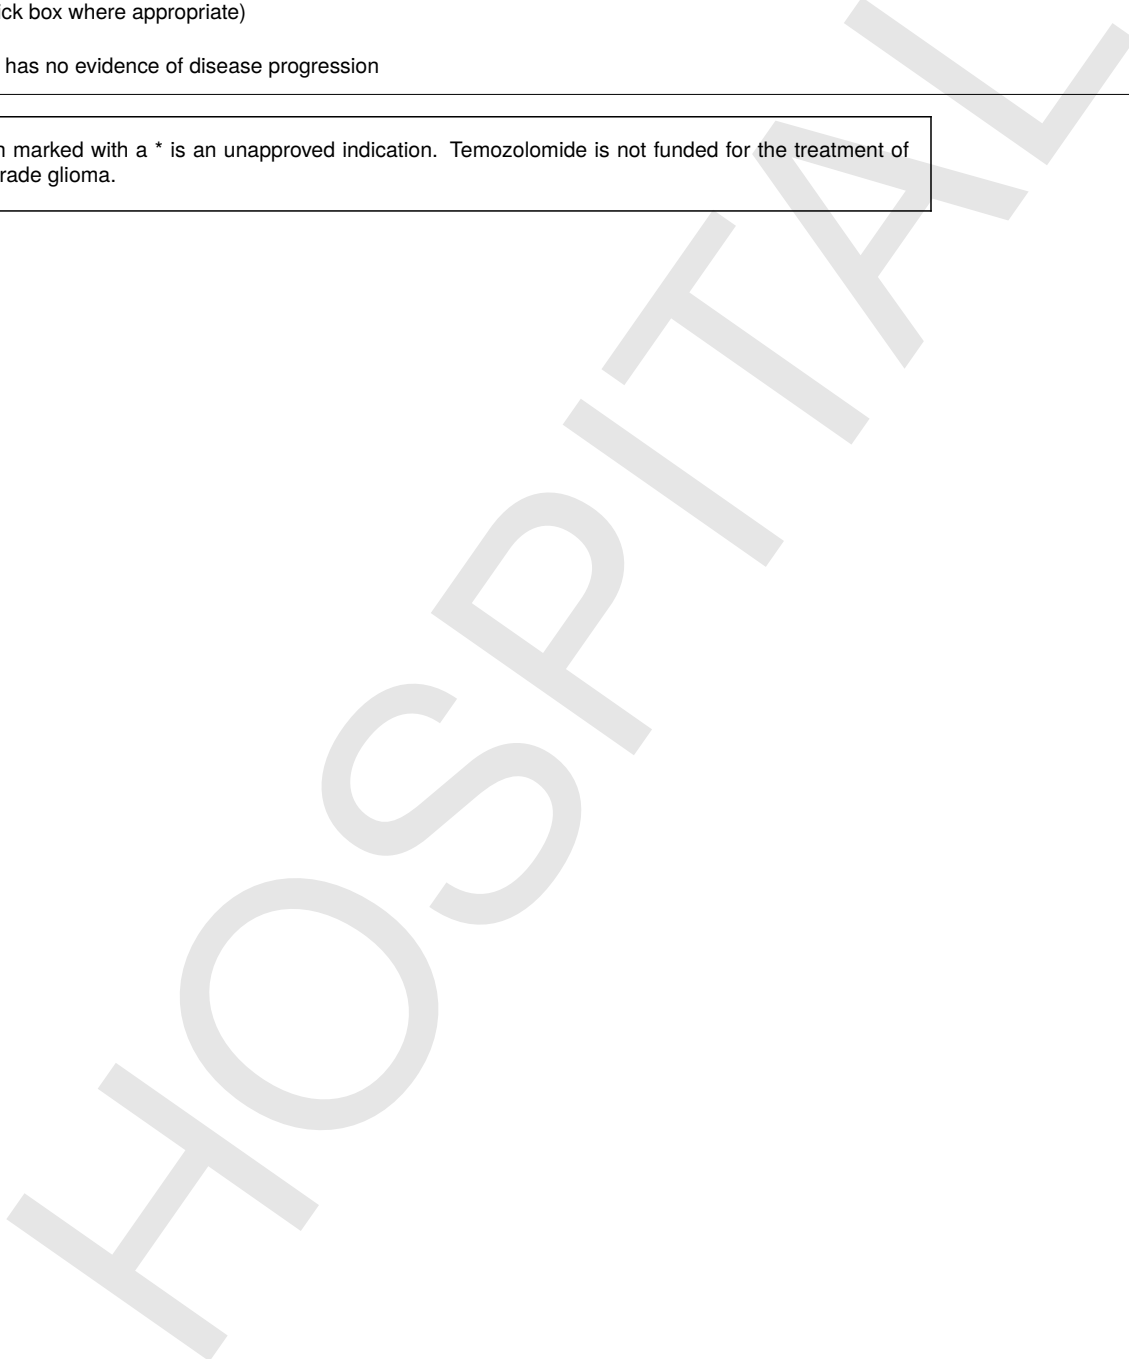 ick box where appropriate)
has no evidence of disease progression
n marked with a * is an unapproved indication. Temozolomide is not funded for the treatment of
rade glioma.
HOSPITAL